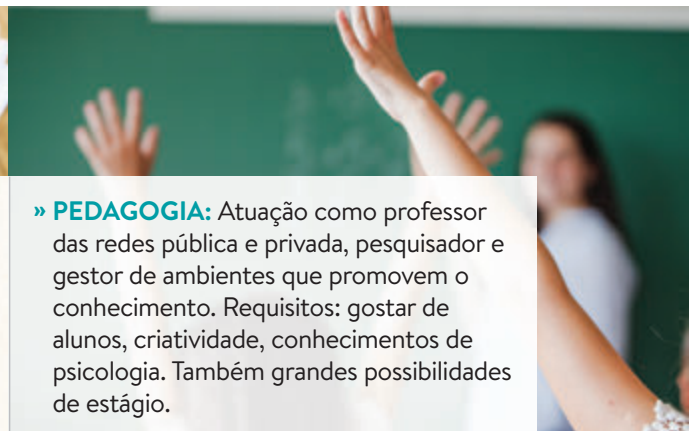 » PEDAGOGIA: Atuação como professor
das redes pública e privada, pesquisador e
gestor de ambientes que promovem o
conhecimento. Requisitos: gostar de
alunos, criatividade, conhecimentos de
psicologia. Também grandes possibilidades
de estágio.